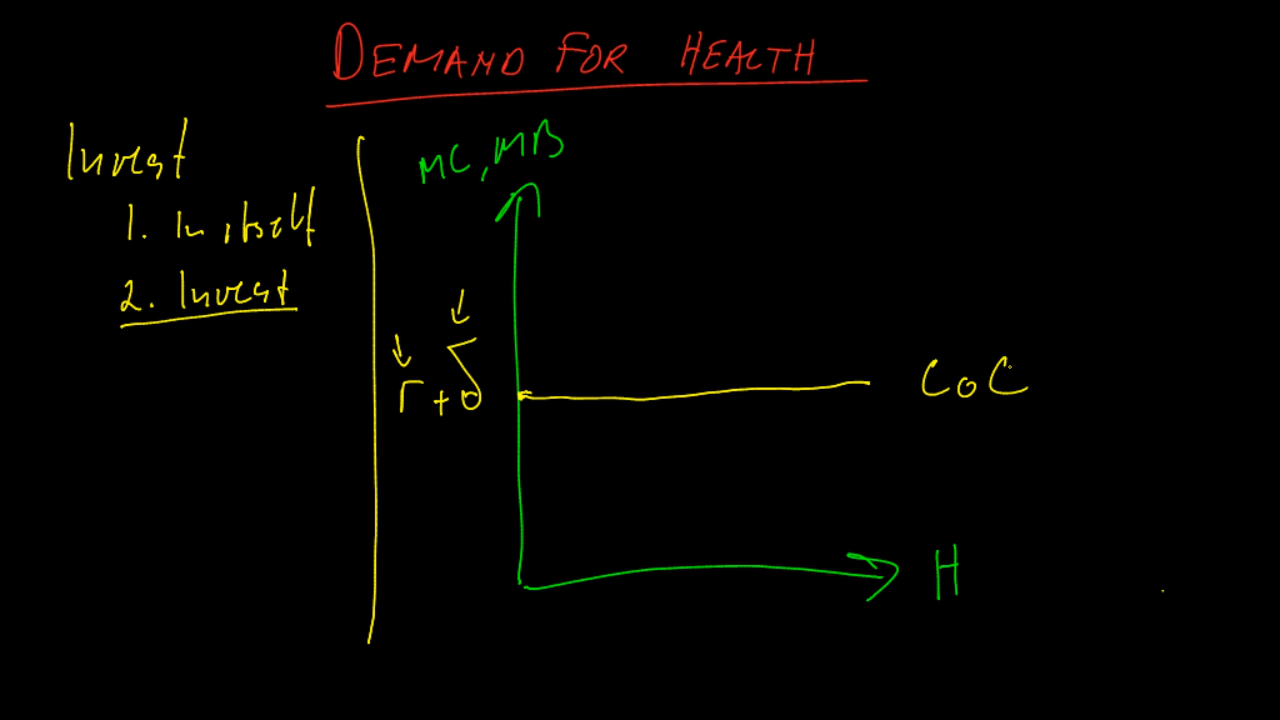 DEMAND FOR HEALTH
Invest
1. In itself
2. Invest
MC, MB
r + δ
CoC
H